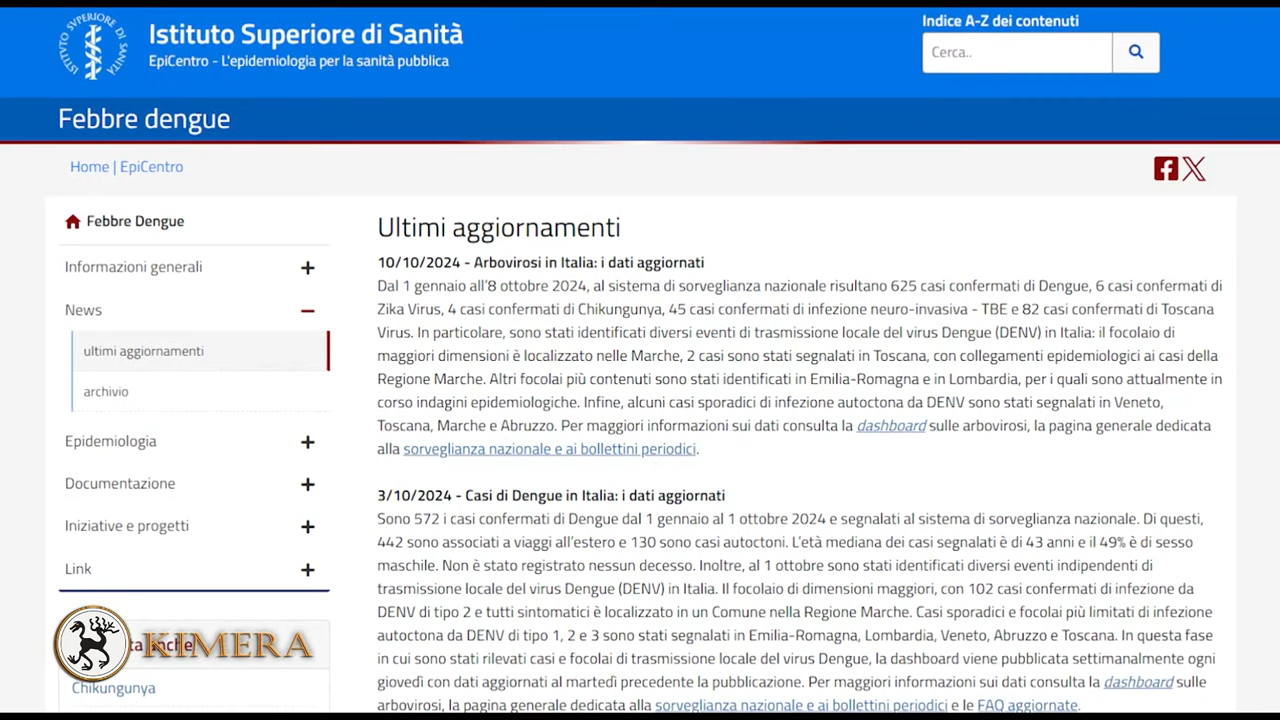 ISTITUTO SUPERIORE DI SANITÀ
Istituto Superiore di Sanità
EpiCentro - L'epidemiologia per la sanità pubblica
Indice A-Z dei contenuti
Cerca..
Febbre dengue
Home | EpiCentro
Febbre Dengue
Informazioni generali
News
ultimi aggiornamenti
archivio
Epidemiologia
Documentazione
Iniziative e progetti
Link
KIMERA
Chikungunya
Ultimi aggiornamenti
10/10/2024 - Arbovirosi in Italia: i dati aggiornati
Dal 1 gennaio all'8 ottobre 2024, al sistema di sorveglianza nazionale risultano 625 casi confermati di Dengue, 6 casi confermati di
Zika Virus, 4 casi confermati di Chikungunya, 45 casi confermati di infezione neuro-invasiva - TBE e 82 casi confermati di Toscana
Virus. In particolare, sono stati identificati diversi eventi di trasmissione locale del virus Dengue (DENV) in Italia: il focolaio di
maggiori dimensioni è localizzato nelle Marche, 2 casi sono stati segnalati in Toscana, con collegamenti epidemiologici ai casi della
Regione Marche. Altri focolai più contenuti sono stati identificati in Emilia-Romagna e in Lombardia, per i quali sono attualmente in
corso indagini epidemiologiche. Infine, alcuni casi sporadici di infezione autoctona da DENV sono stati segnalati in Veneto,
Toscana, Marche e Abruzzo. Per maggiori informazioni sui dati consulta la dashboard sulle arbovirosi, la pagina generale dedicata
alla sorveglianza nazionale e ai bollettini periodici.
3/10/2024 - Casi di Dengue in Italia: i dati aggiornati
Sono 572 i casi confermati di Dengue dal 1 gennaio al 1 ottobre 2024 e segnalati al sistema di sorveglianza nazionale. Di questi,
442 sono associati a viaggi all'estero e 130 sono casi autoctoni. L'età mediana dei casi segnalati è di 43 anni e il 49% è di sesso
maschile. Non è stato registrato nessun decesso. Inoltre, al 1 ottobre sono stati identificati diversi eventi indipendenti di
trasmissione locale del virus Dengue (DENV) in Italia. Il focolaio di dimensioni maggiori, con 102 casi confermati di infezione da
DENV di tipo 2 e tutti sintomatici è localizzato in un Comune nella Regione Marche. Casi sporadici e focolai più limitati di infezione
autoctona da DENV di tipo 1, 2 e 3 sono stati segnalati in Emilia-Romagna, Lombardia, Veneto, Abruzzo e Toscana. In questa fase
in cui sono stati rilevati casi e focolai di trasmissione locale del virus Dengue, la dashboard viene pubblicata settimanalmente ogni
giovedì con dati aggiornati al martedì precedente la pubblicazione. Per maggiori informazioni sui dati consulta la dashboard sulle
arbovirosi, la pagina generale dedicata alla sorveglianza nazionale e ai bollettini periodici e le FAQ aggiornate.